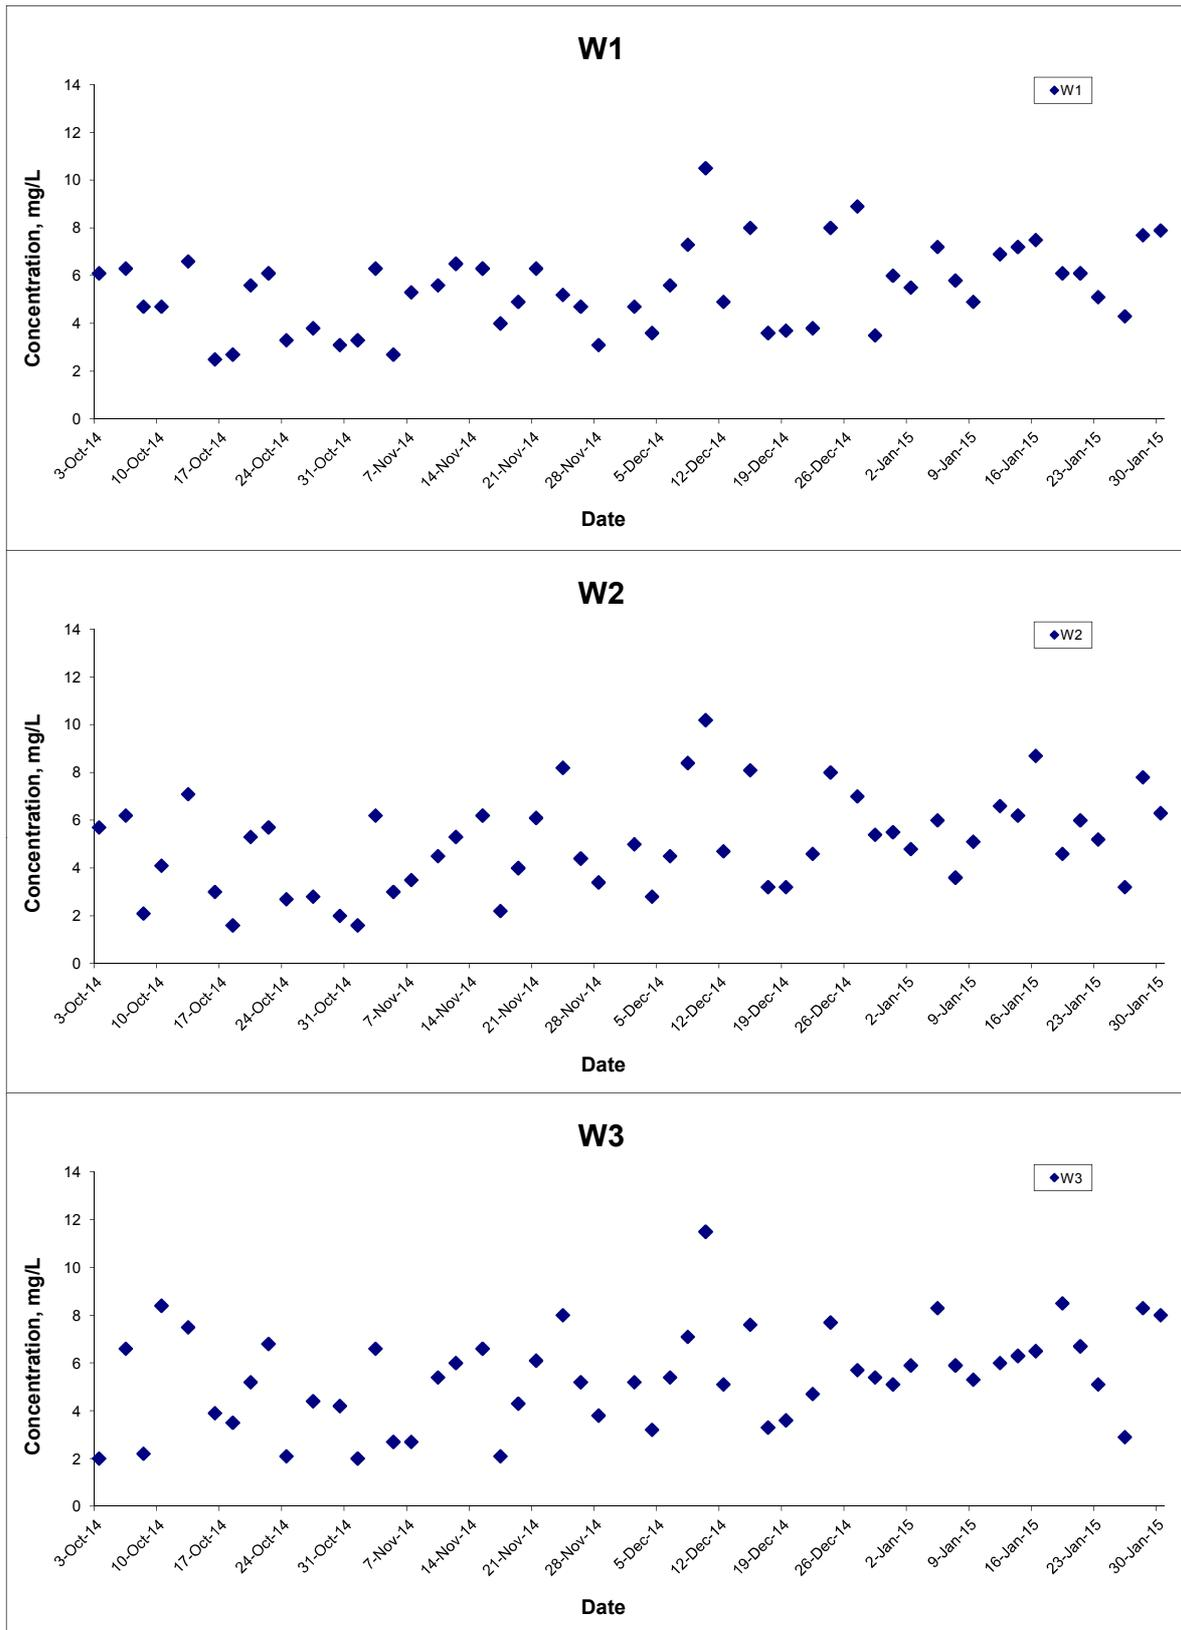 W1
W1
14
12
10
8
6
4
2
0
Concentration, mg/L
3-Oct-14
10-Oct-14
17-Oct-14
24-Oct-14
31-Oct-14
7-Nov-14
14-Nov-14
21-Nov-14
28-Nov-14
5-Dec-14
12-Dec-14
19-Dec-14
26-Dec-14
2-Jan-15
9-Jan-15
16-Jan-15
23-Jan-15
30-Jan-15
Date
W2
W2
14
12
10
8
6
4
2
0
Concentration, mg/L
3-Oct-14
10-Oct-14
17-Oct-14
24-Oct-14
31-Oct-14
7-Nov-14
14-Nov-14
21-Nov-14
28-Nov-14
5-Dec-14
12-Dec-14
19-Dec-14
26-Dec-14
2-Jan-15
9-Jan-15
16-Jan-15
23-Jan-15
30-Jan-15
Date
W3
W3
14
12
10
8
6
4
2
0
Concentration, mg/L
3-Oct-14
10-Oct-14
17-Oct-14
24-Oct-14
31-Oct-14
7-Nov-14
14-Nov-14
21-Nov-14
28-Nov-14
5-Dec-14
12-Dec-14
19-Dec-14
26-Dec-14
2-Jan-15
9-Jan-15
16-Jan-15
23-Jan-15
30-Jan-15
Date